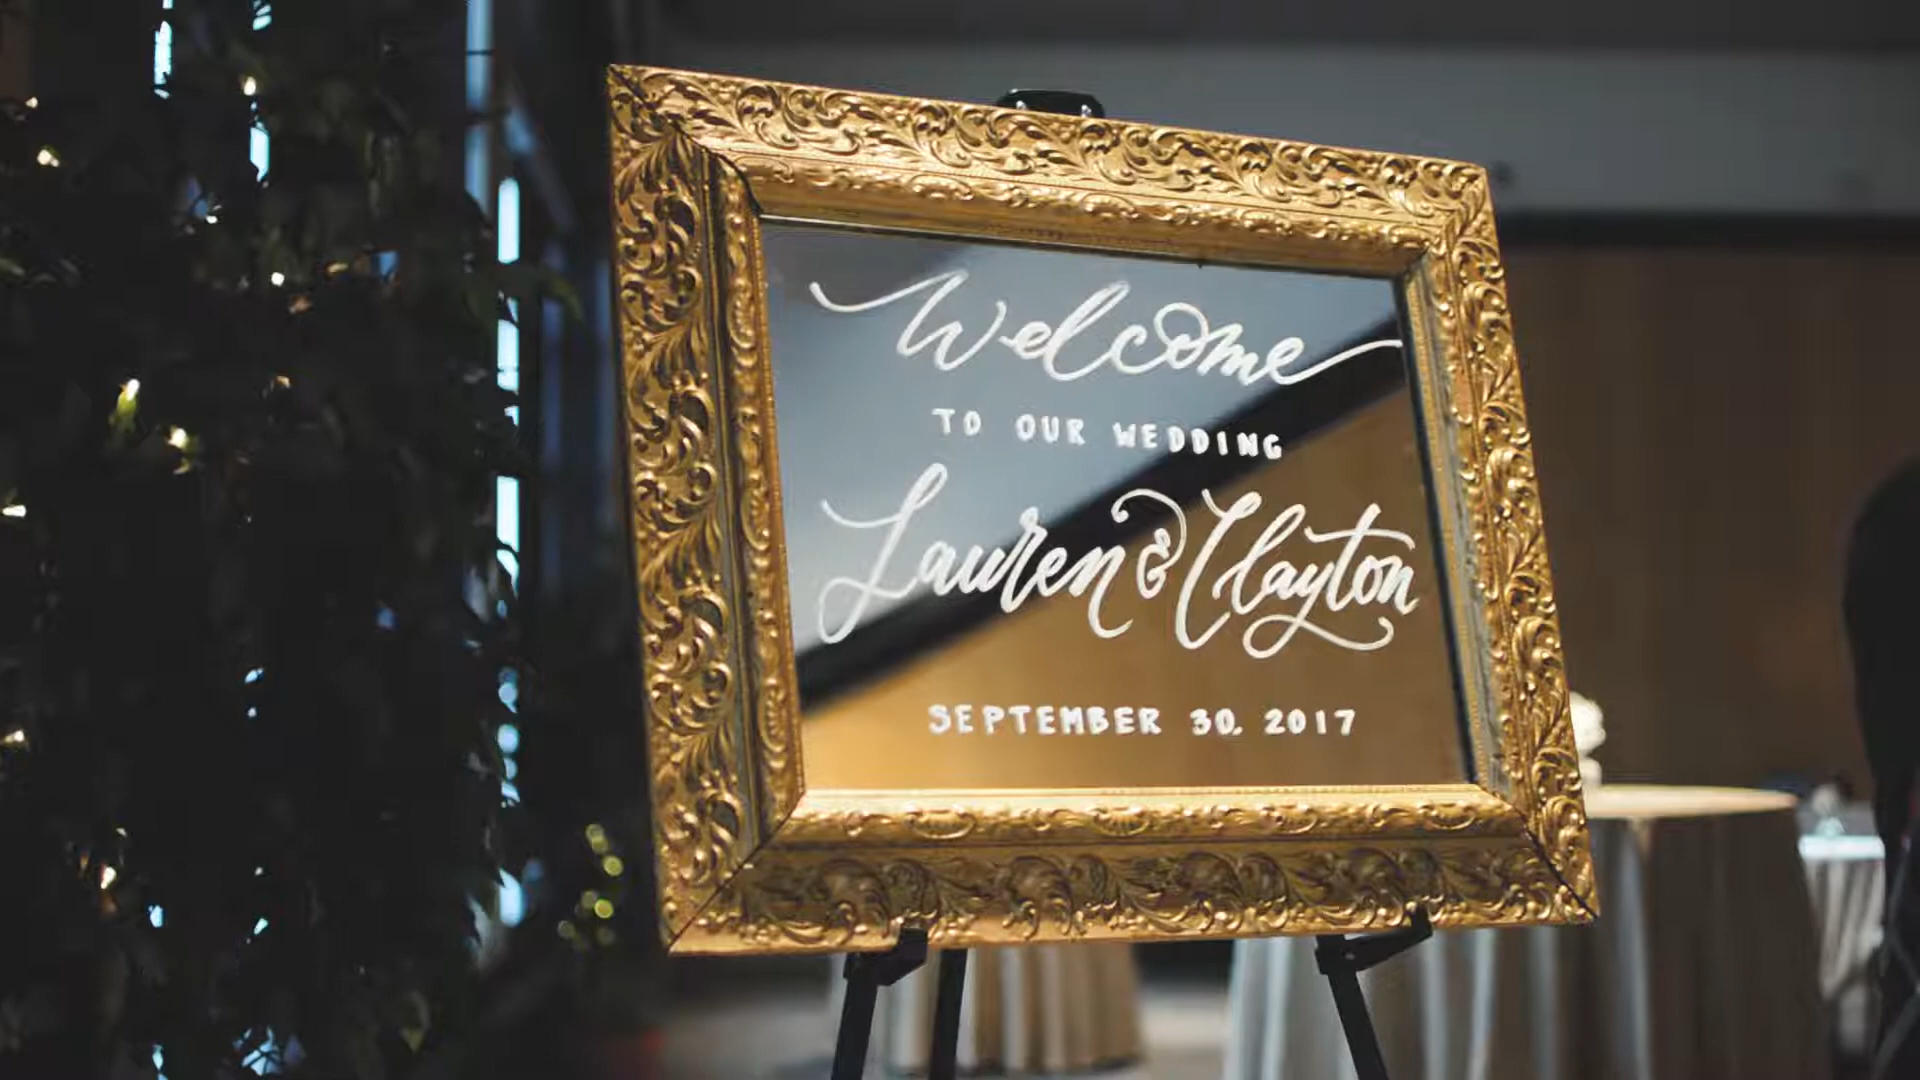 Welcome
TO OUR WEDDING
Lauren & Clayton
SEPTEMBER 30, 2017